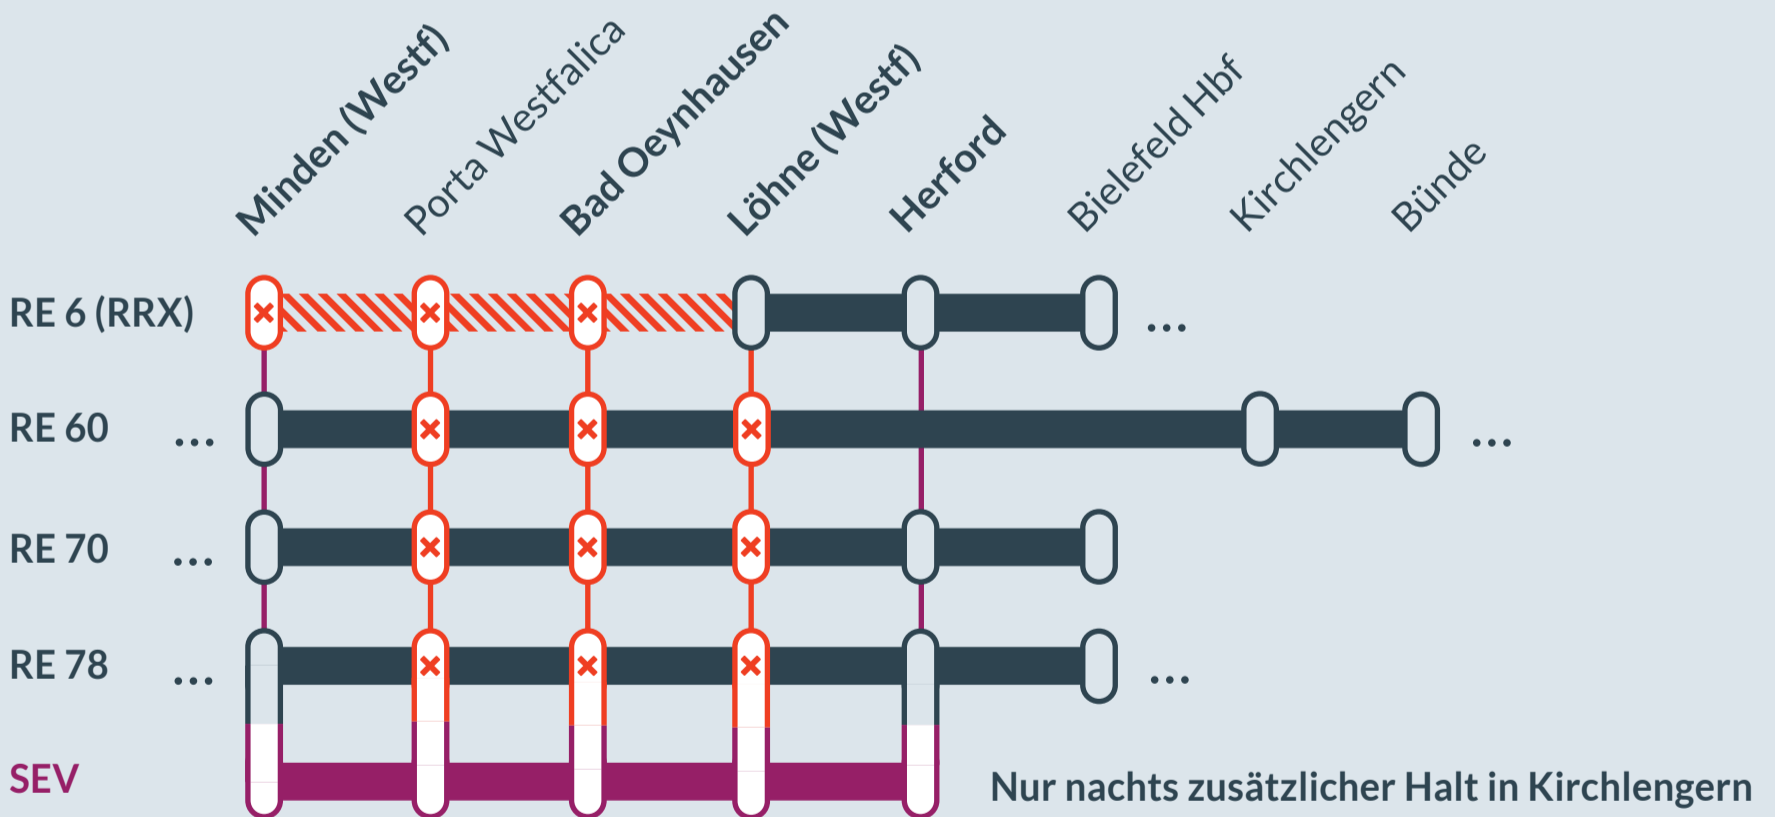 Minden (Westf)
Porta Westfalica
Bad Oeynhausen
Löhne (Westf)
Herford
Bielefeld Hbf
Kirchlengern
Bünde
RE 6 (RRX) ...
RE 60 ... ...
RE 70 ...
RE 78 ... ...
SEV
Nur nachts zusätzlicher Halt in Kirchlengern